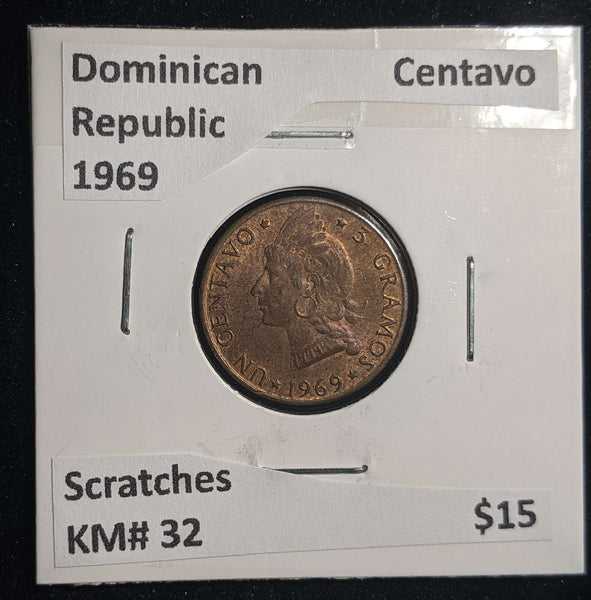 Dominican Centavo
Republic
1969
UN CENTAVO ★ ★ 3 GRAMOS
★ 1969 ★
Scratches
KM# 32 $15